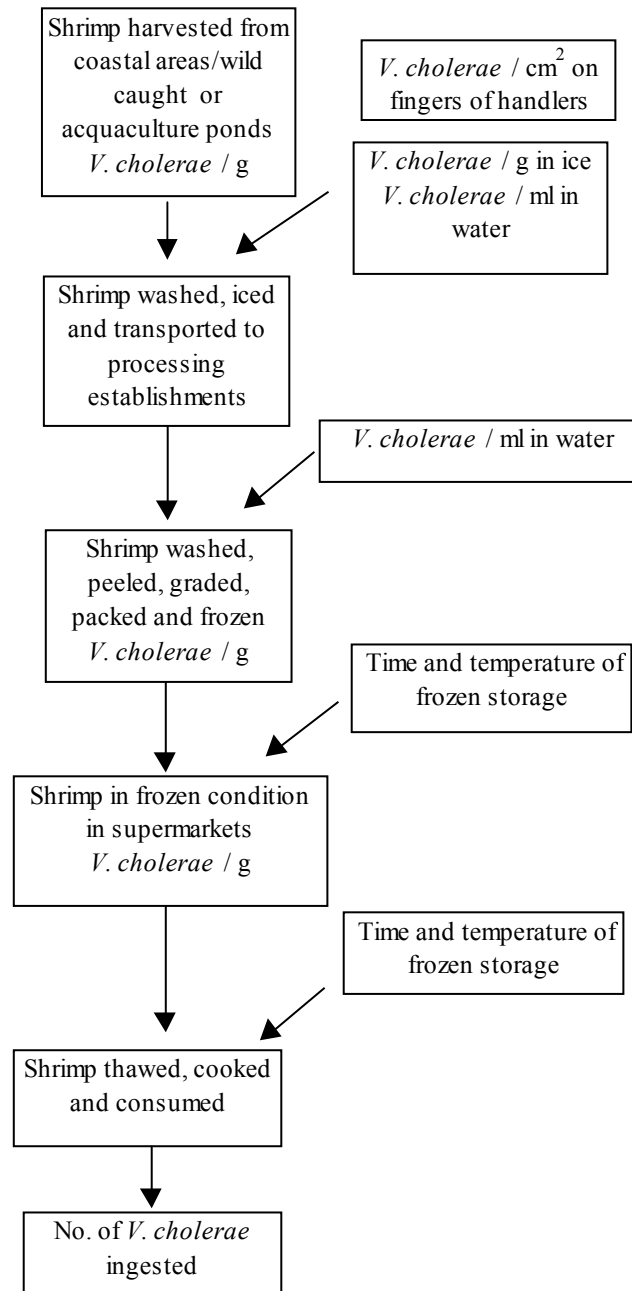 Shrimp harvested from
coastal areas/wild
caught or
acquaculture ponds
V. cholerae / g
V. cholerae / cm² on
fingers of handlers
V. cholerae / g in ice
V. cholerae / ml in
water
Shrimp washed, iced
and transported to
processing
establishments
V. cholerae / ml in water
Shrimp washed,
peeled, graded,
packed and frozen
V. cholerae / g
Time and temperature of
frozen storage
Shrimp in frozen condition
in supermarkets
V. cholerae / g
Time and temperature of
frozen storage
Shrimp thawed, cooked
and consumed
No. of V. cholerae
ingested